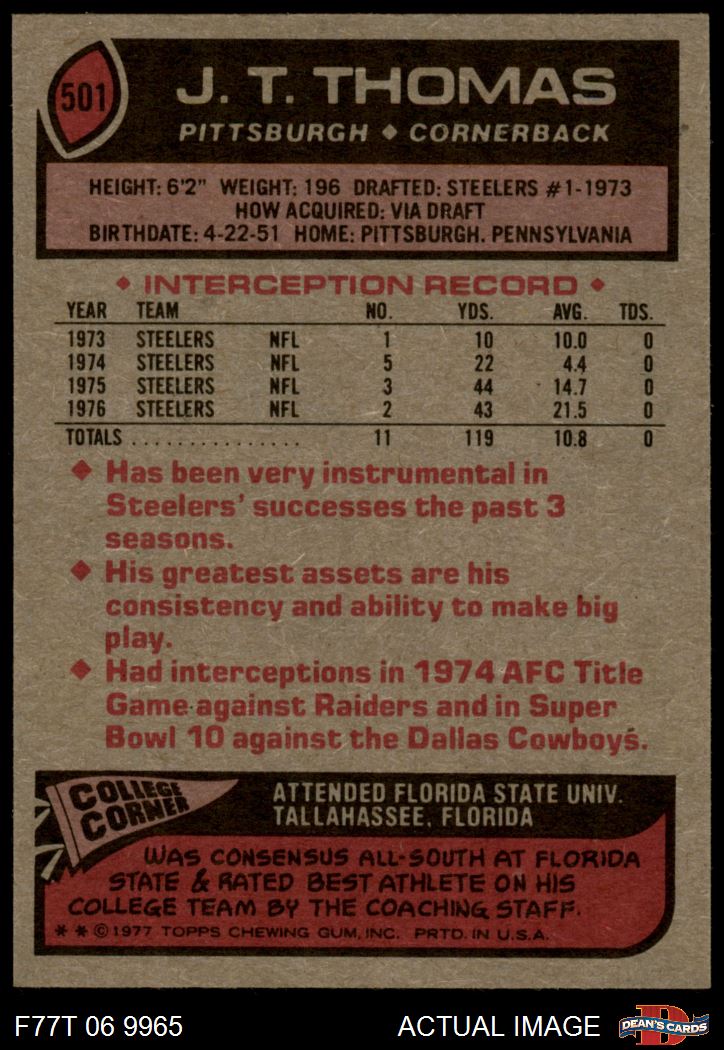 501
J. T. THOMAS
PITTSBURGH ◆ CORNERBACK
HEIGHT: 6'2" WEIGHT: 196 DRAFTED: STEELERS #1-1973
HOW ACQUIRED: VIA DRAFT
BIRTHDATE: 4-22-51 HOME: PITTSBURGH, PENNSYLVANIA
◆ INTERCEPTION RECORD ◆
YEAR TEAM NO. YDS. AVG. TDS.
1973 STEELERS NFL 1 10 10.0 0
1974 STEELERS NFL 5 22 4.4 0
1975 STEELERS NFL 3 44 14.7 0
1976 STEELERS NFL 2 43 21.5 0
TOTALS ................ 11 119 10.8 0
◆ Has been very instrumental in
Steelers' successes the past 3
seasons.
◆ His greatest assets are his
consistency and ability to make big
play.
◆ Had interceptions in 1974 AFC Title
Game against Raiders and in Super
Bowl 10 against the Dallas Cowboys.
COLLEGE
CORNER
ATTENDED FLORIDA STATE UNIV.
TALLAHASSEE, FLORIDA
WAS CONSENSUS ALL-SOUTH AT FLORIDA
STATE & RATED BEST ATHLETE ON HIS
COLLEGE TEAM BY THE COACHING STAFF.
* * © 1977 TOPPS CHEWING GUM, INC. PRTD. IN U.S.A.
F77T 06 9965 ACTUAL IMAGE
D
DEAN'S CARDS